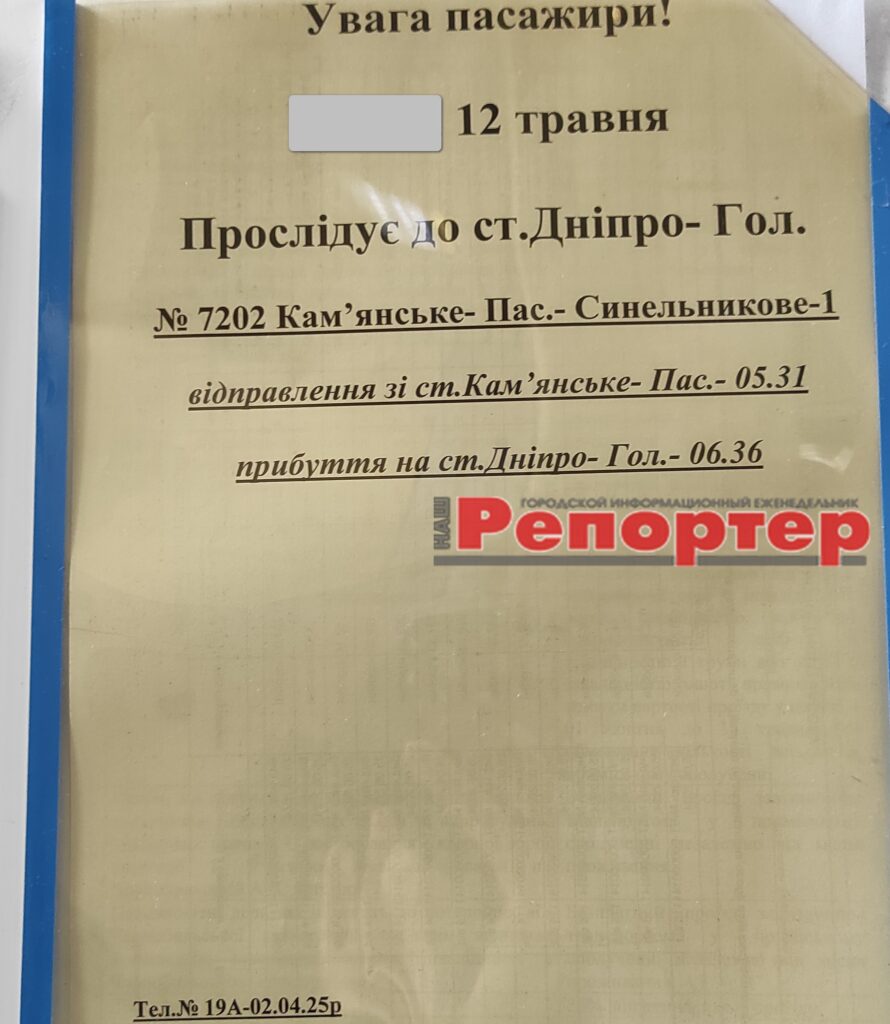 Увага пасажири!
12 травня
Прослідує до ст.Дніпро- Гол.
№ 7202 Кам’янське- Пас.- Синельникове-1
відправлення зі ст.Кам’янське- Пас.- 05.31
прибуття на ст.Дніпро- Гол.- 06.36
ГОРОДСКОЙ ИНФОРМАЦИОННЫЙ ЕЖЕНЕДЕЛЬНИК
НАШ Репортер
Тел.№ 19А-02.04.25р